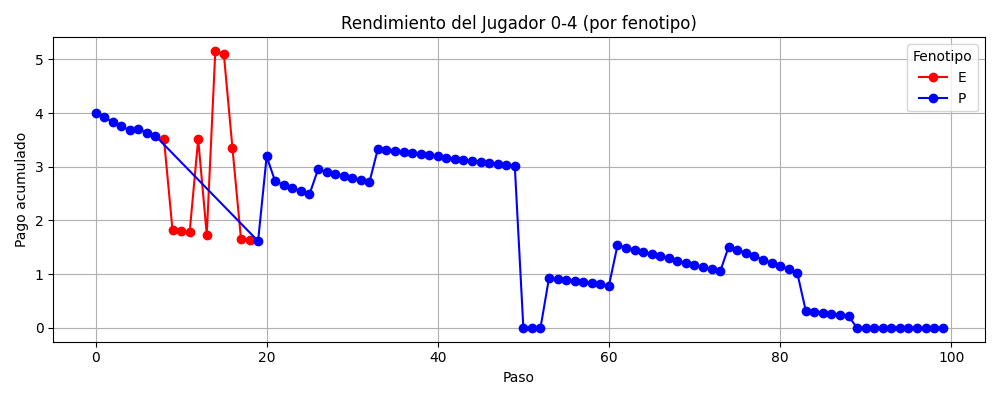 Rendimiento del Jugador 0-4 (por fenotipo)
Pago acumulado
5
4
3
2
1
0
Fenotipo
E
P
0 20 40 60 80 100
Paso